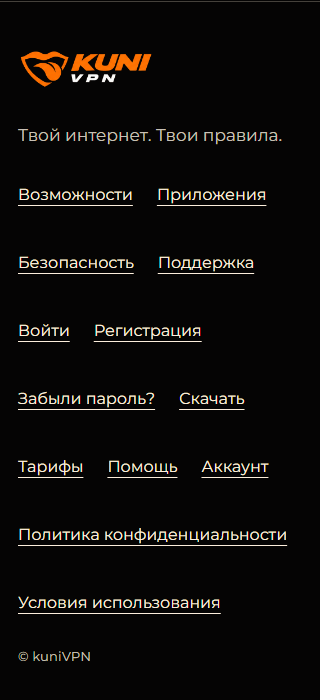 KUNI
VPN
Твой интернет. Твои правила.
Возможности Приложения
Безопасность Поддержка
Войти Регистрация
Забыли пароль? Скачать
Тарифы Помощь Аккаунт
Политика конфиденциальности
Условия использования
© kuniVPN